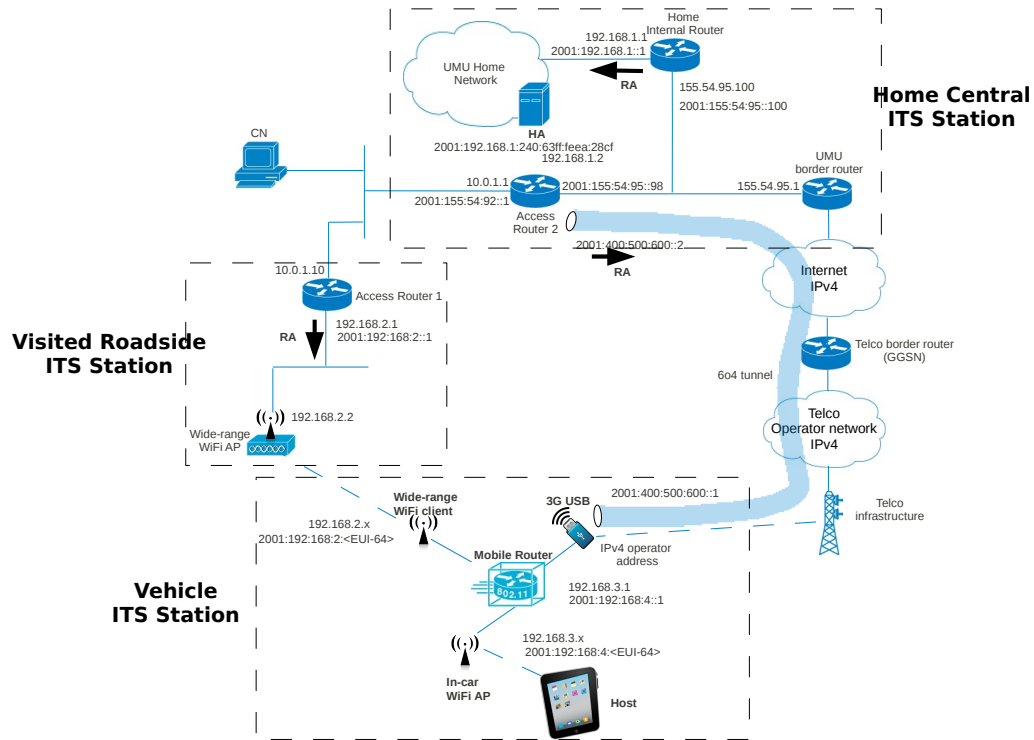 Home
Internal Router
192.168.1.1
2001:192.168.1::1
UMU Home
Network
RA
155.54.95.100
2001:155:54:95::100
Home Central
ITS Station
HA
2001:192.168.1:240:63ff:feea:28cf
192.168.1.2
CN
UMU
border router
10.0.1.1
2001:155:54:95::98
155.54.95.1
2001:155:54:92::1
Access
Router 2
2001:400:500:600::2
RA
10.0.1.10
Internet
IPv4
Access Router 1
Visited Roadside
ITS Station
RA
192.168.2.1
2001:192:168:2::1
Telco border router
(GGSN)
6o4 tunnel
192.168.2.2
Wide-range
WiFi AP
Telco
Operator network
IPv4
Wide-range
WiFi client
3G USB
2001:400:500:600::1
Telco
infrastructure
192.168.2.x
2001:192:168:2:<EUI-64>
IPv4 operator
address
Mobile Router
802.11
192.168.3.1
2001:192:168:4::1
Vehicle
ITS Station
192.168.3.x
2001:192:168:4:<EUI-64>
In-car
WiFi AP
Host